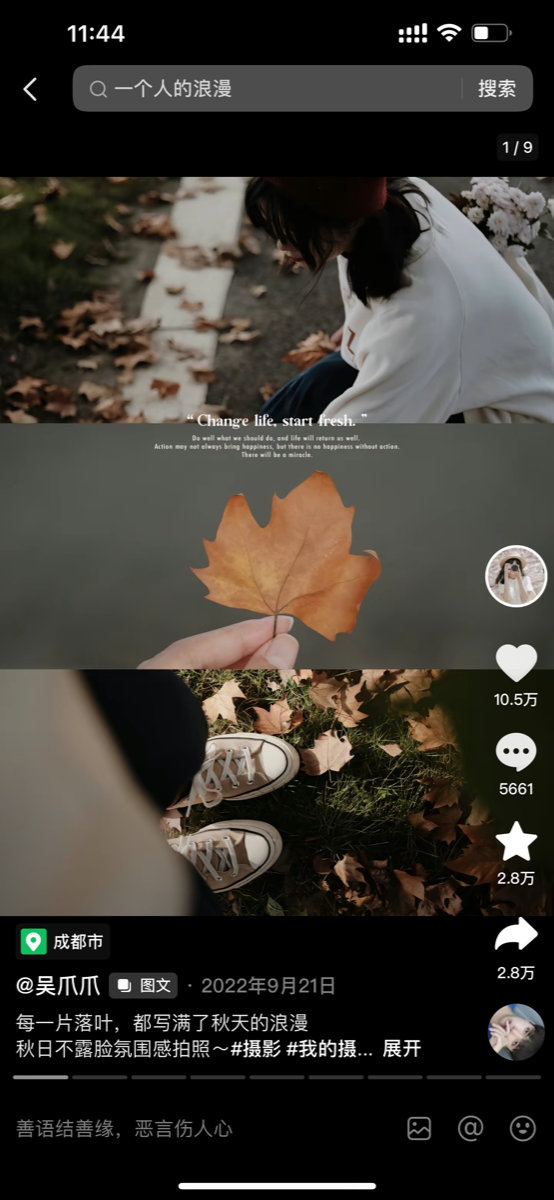 11:44
一个人的浪漫
搜索
1 / 9
“ Change life, start fresh. ”
Do well what we should do, and life will return us well.
Action may not always bring happiness, but there is no happiness without action.
There will be a miracle.
10.5万
5661
2.8万
2.8万
成都市
@吴爪爪 图文 · 2022年9月21日
每一片落叶，都写满了秋天的浪漫
秋日不露脸氛围感拍照～#摄影 #我的摄... 展开
善语结善缘，恶言伤人心